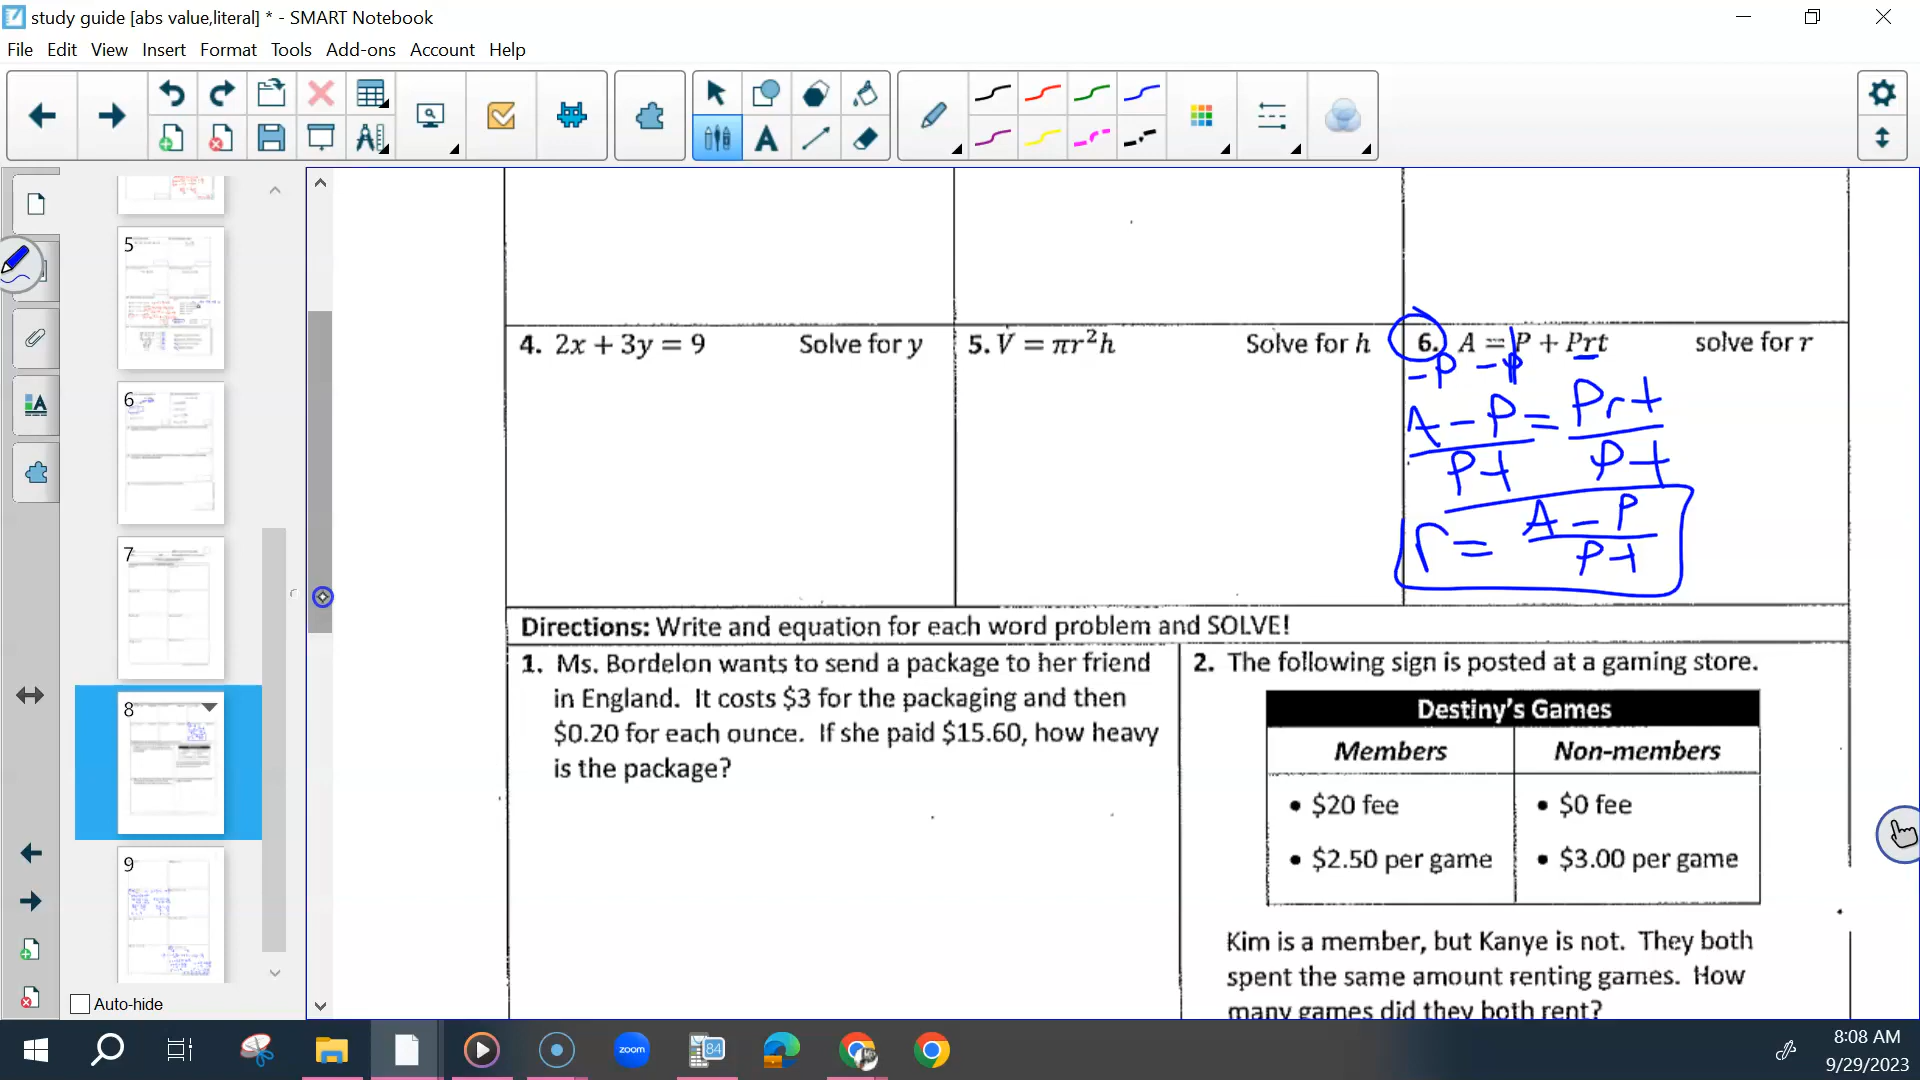 study guide [abs value,literal] * - SMART Notebook
File Edit View Insert Format Tools Add-ons Account Help
5
6
7
8
9
Auto-hide
4. 2x + 3y = 9 Solve for y
5. V = πr²h Solve for h
6. A = P + Prt solve for r
-P -P
A - P = Prt
Pt Pt
r = A - P
Pt
Directions: Write and equation for each word problem and SOLVE!
1. Ms. Bordelon wants to send a package to her friend
in England. It costs $3 for the packaging and then
$0.20 for each ounce. If she paid $15.60, how heavy
is the package?
2. The following sign is posted at a gaming store.
Destiny's Games
Members Non-members
• $20 fee • $0 fee
• $2.50 per game • $3.00 per game
Kim is a member, but Kanye is not. They both
spent the same amount renting games. How
many games did they both rent?
zoom
84
8:08 AM
9/29/2023